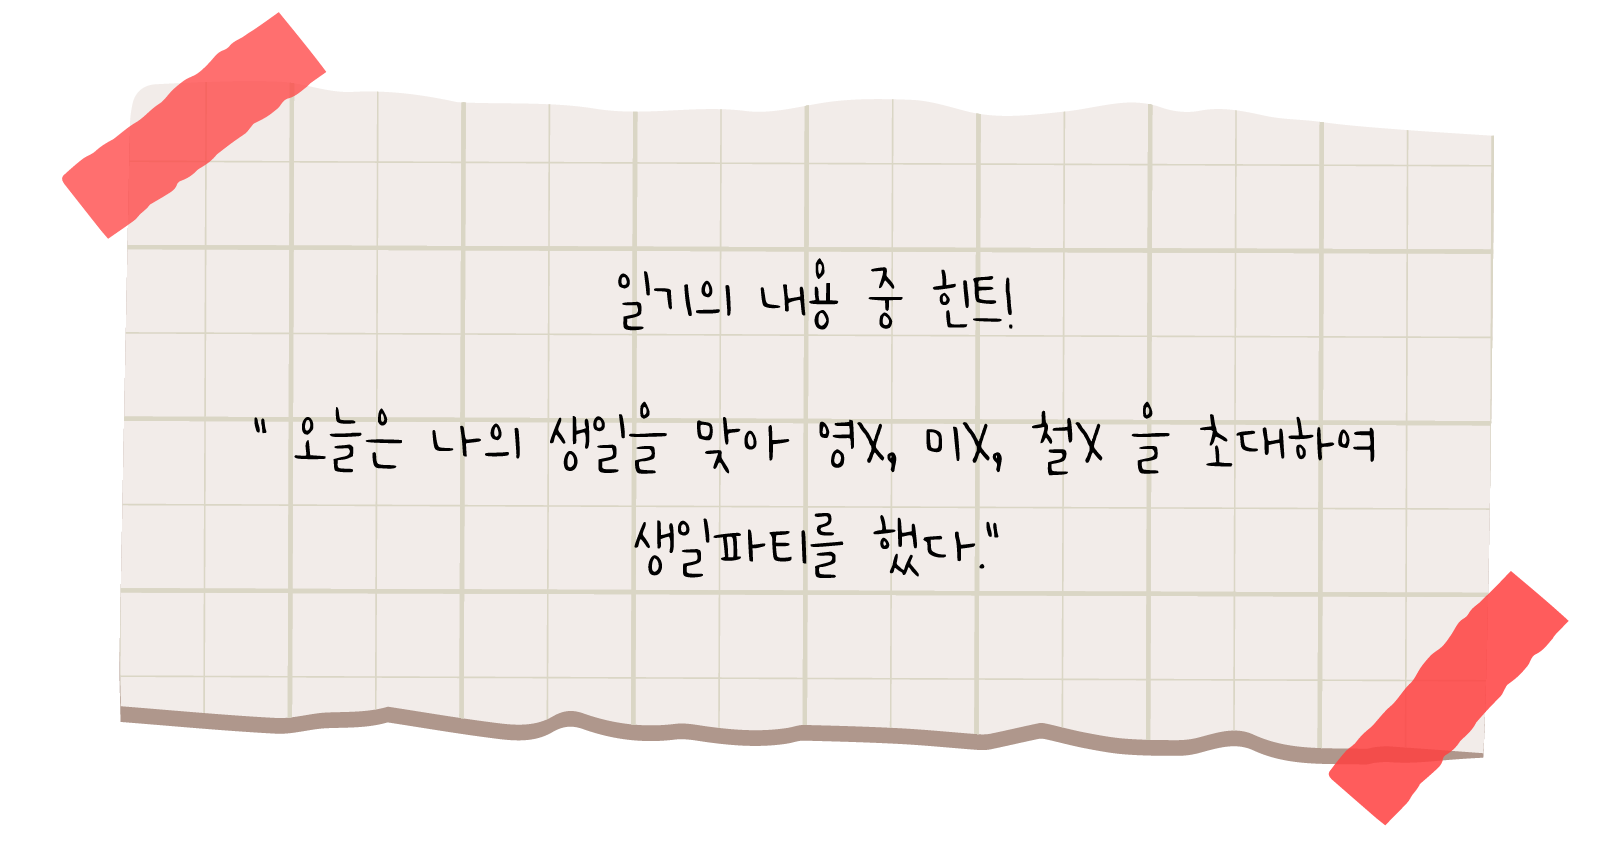 일기의 내용 중 힌트!
" 오늘은 나의 생일을 맞아 영X, 미X, 철X 을 초대하여
생일파티를 했다."